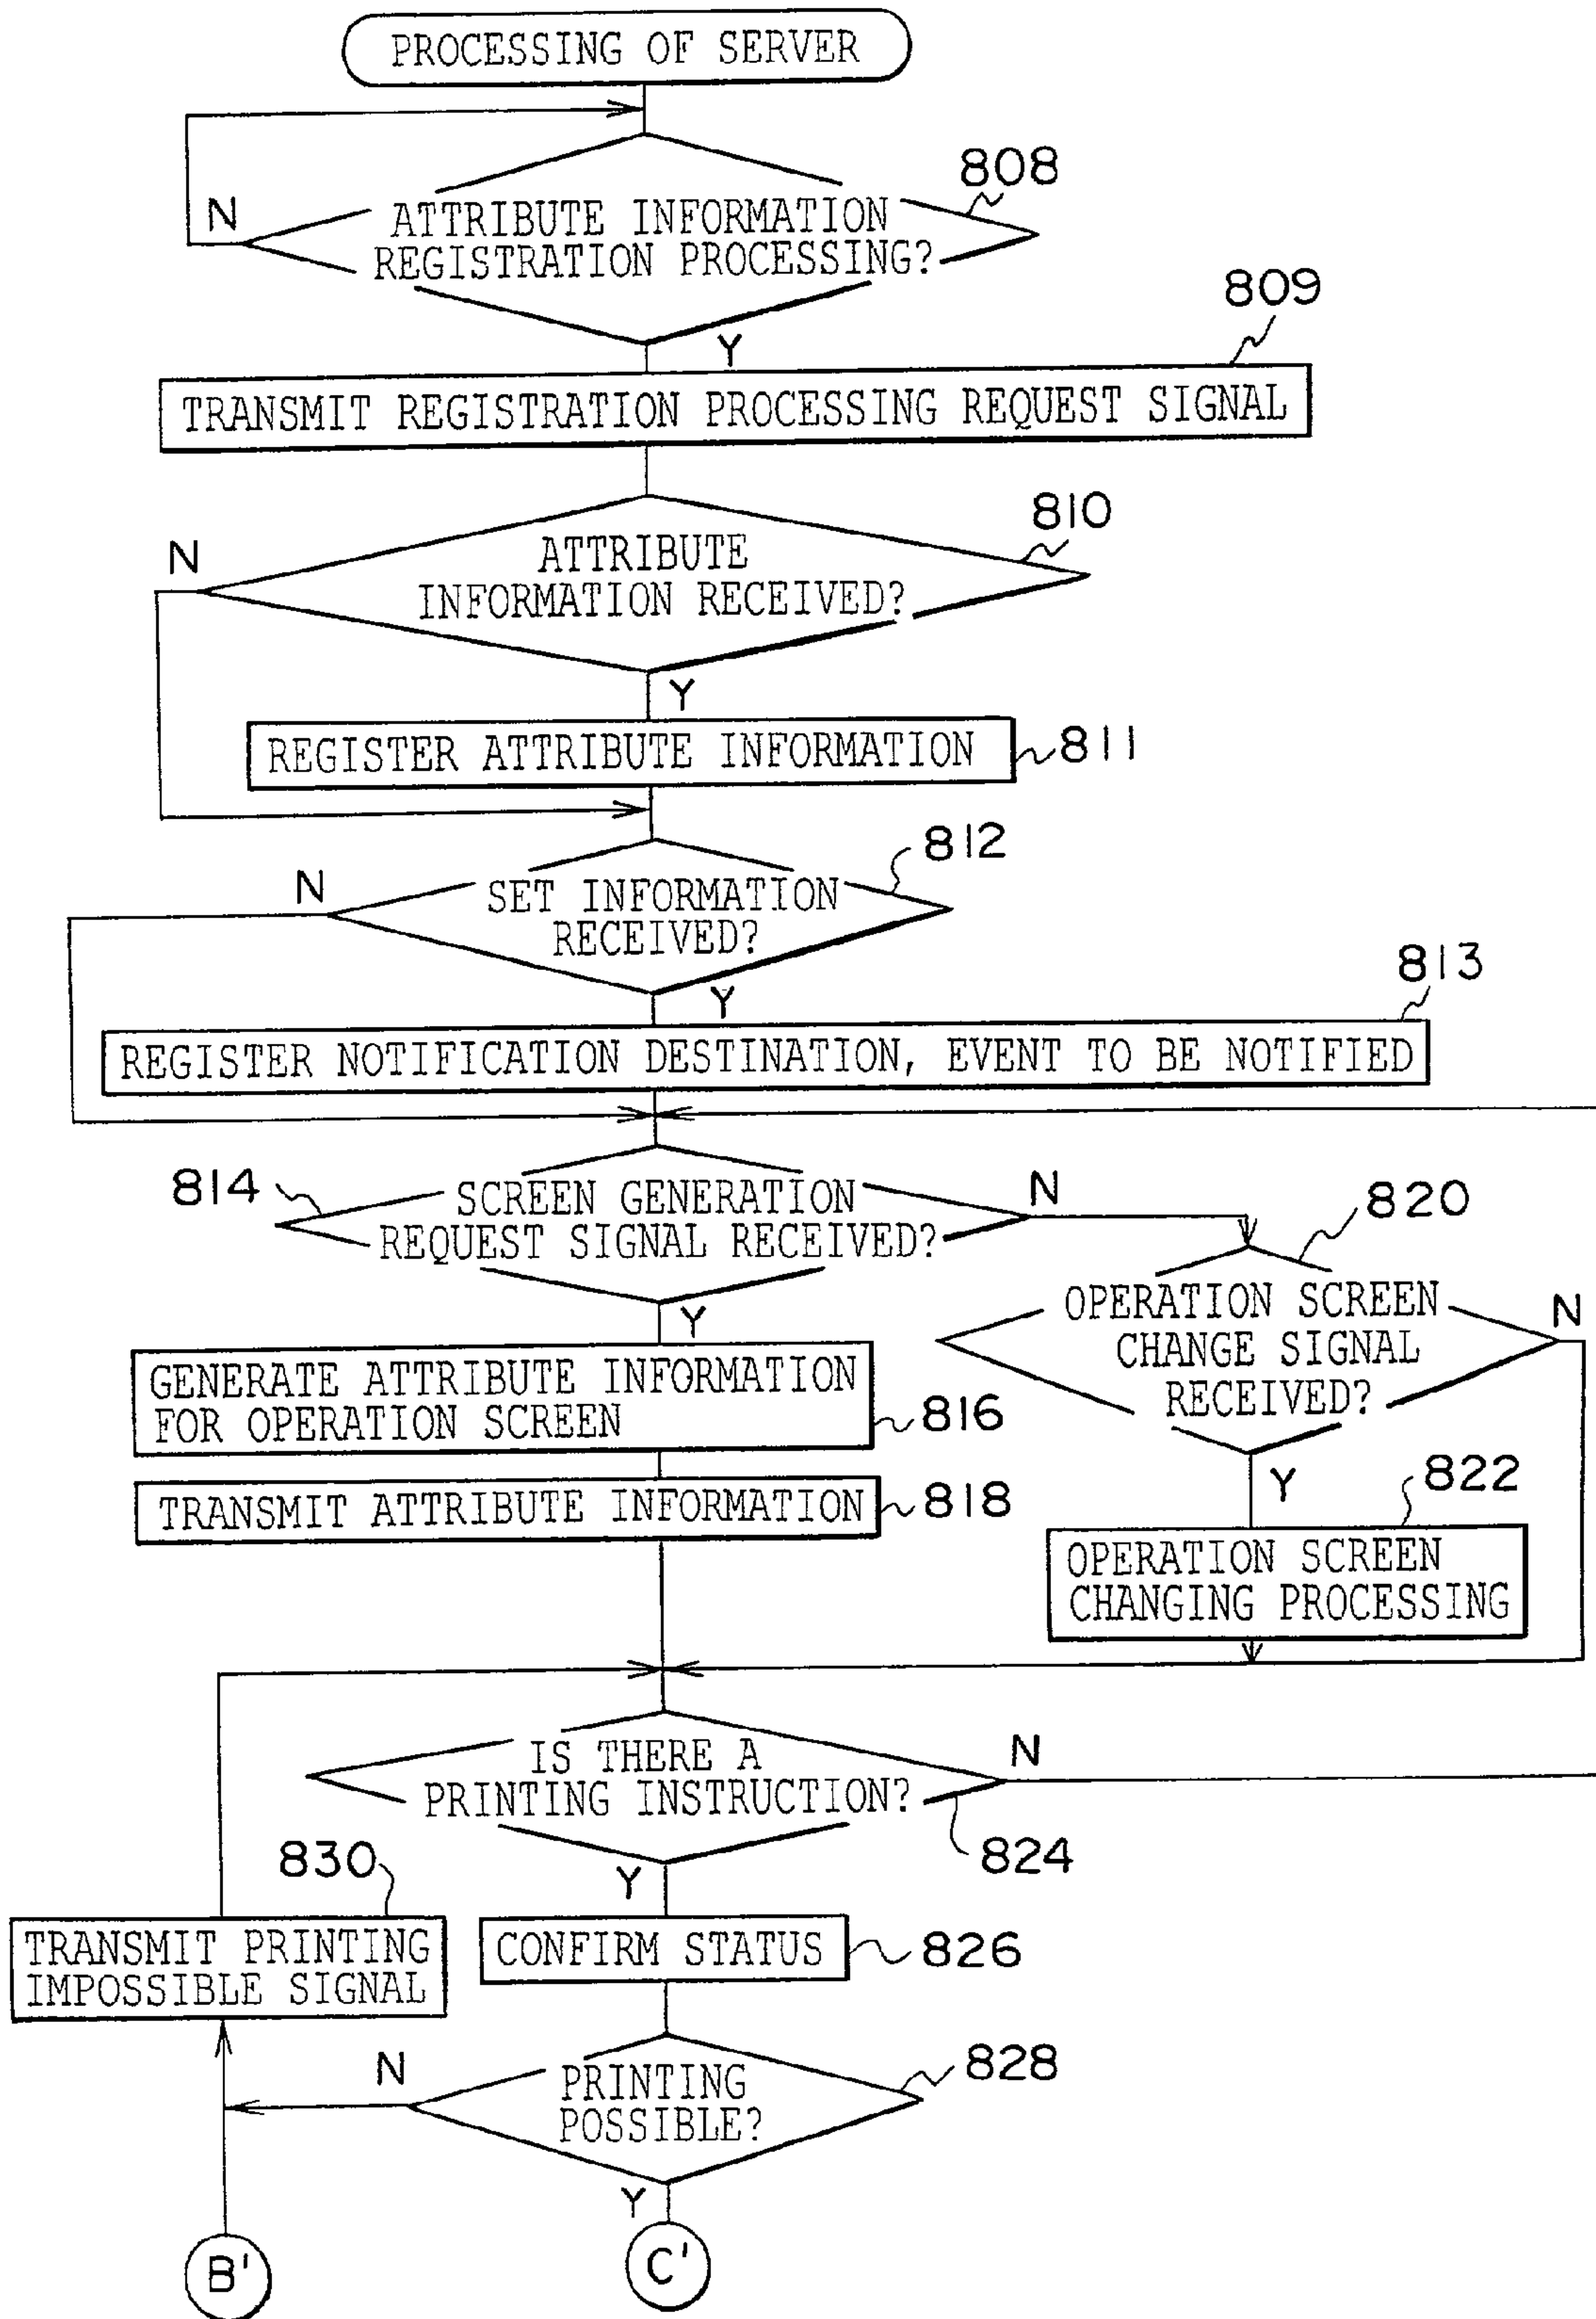 PROCESSING OF SERVER
808
N
ATTRIBUTE INFORMATION
REGISTRATION PROCESSING?
809
Y
TRANSMIT REGISTRATION PROCESSING REQUEST SIGNAL
810
N
ATTRIBUTE
INFORMATION RECEIVED?
Y
REGISTER ATTRIBUTE INFORMATION
811
812
N
SET INFORMATION
RECEIVED?
813
Y
REGISTER NOTIFICATION DESTINATION, EVENT TO BE NOTIFIED
814
SCREEN GENERATION
REQUEST SIGNAL RECEIVED?
N
820
Y
OPERATION SCREEN
CHANGE SIGNAL
RECEIVED?
N
GENERATE ATTRIBUTE INFORMATION
FOR OPERATION SCREEN
816
Y
822
TRANSMIT ATTRIBUTE INFORMATION
818
OPERATION SCREEN
CHANGING PROCESSING
IS THERE A
PRINTING INSTRUCTION?
N
824
830
Y
TRANSMIT PRINTING
IMPOSSIBLE SIGNAL
CONFIRM STATUS
826
N
PRINTING
POSSIBLE?
828
Y
B'
C'